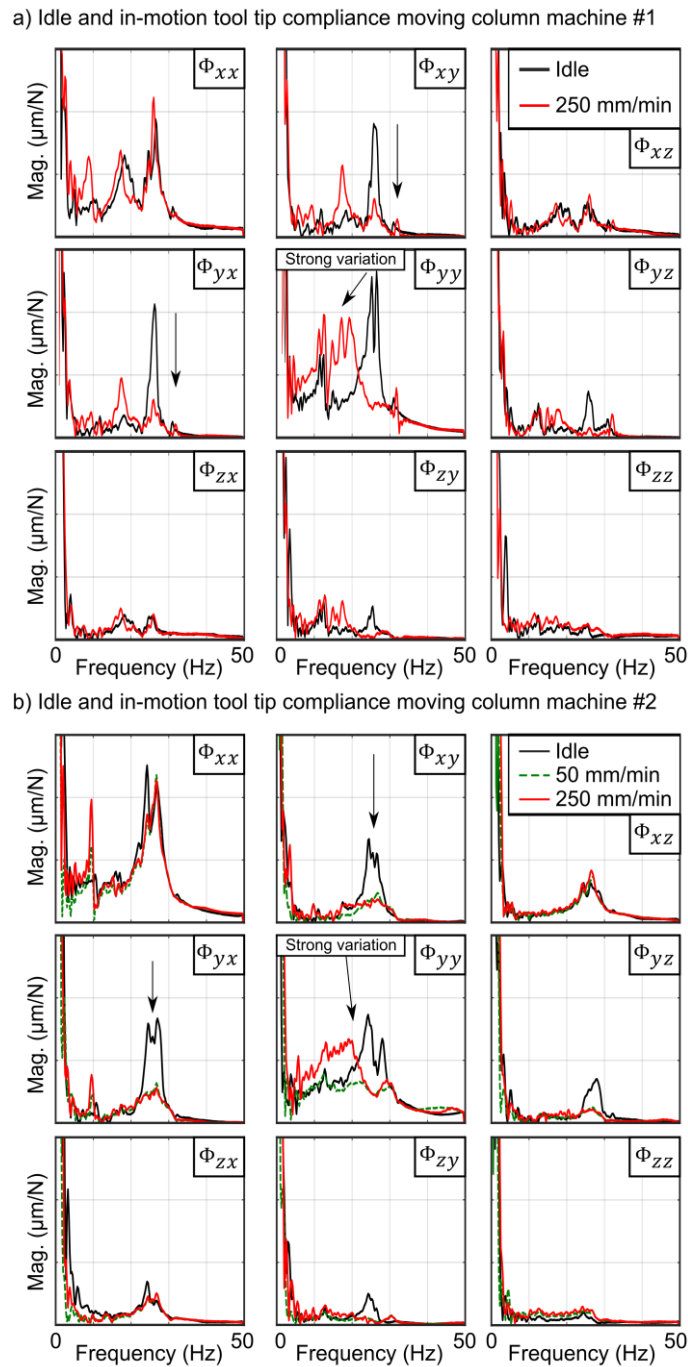 a) Idle and in-motion tool tip compliance moving column machine #1
Mag. (μm/N)
Φxx
Φxy
Idle
250 mm/min
Φxz
Mag. (μm/N)
Φyx
Strong variation
Φyy
Φyz
Mag. (μm/N)
Φzx
Φzy
Φzz
0 50
0 50
0 50
Frequency (Hz)
Frequency (Hz)
Frequency (Hz)
b) Idle and in-motion tool tip compliance moving column machine #2
Mag. (μm/N)
Φxx
Φxy
Idle
50 mm/min
250 mm/min
Φxz
Mag. (μm/N)
Φyx
Strong variation
Φyy
Φyz
Mag. (μm/N)
Φzx
Φzy
Φzz
0 50
0 50
0 50
Frequency (Hz)
Frequency (Hz)
Frequency (Hz)